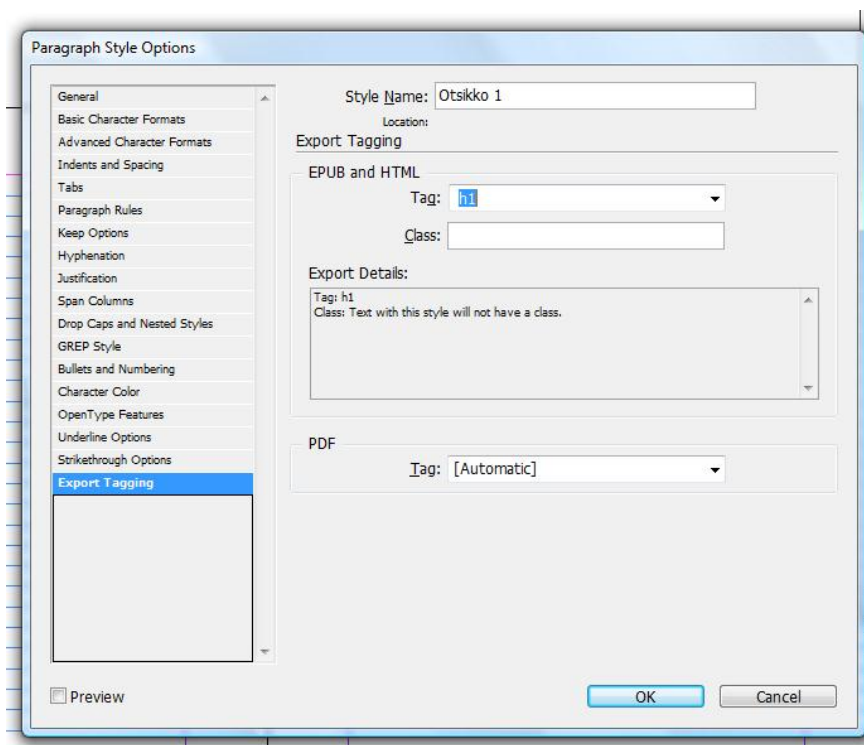 Paragraph Style Options
General
Basic Character Formats
Advanced Character Formats
Indents and Spacing
Tabs
Paragraph Rules
Keep Options
Hyphenation
Justification
Span Columns
Drop Caps and Nested Styles
GREP Style
Bullets and Numbering
Character Color
OpenType Features
Underline Options
Strikethrough Options
Export Tagging
Style Name: Otsikko 1
Location:
Export Tagging
EPUB and HTML
Tag: h1
Class:
Export Details:
Tag: h1
Class: Text with this style will not have a class.
PDF
Tag: [Automatic]
Preview
OK
Cancel